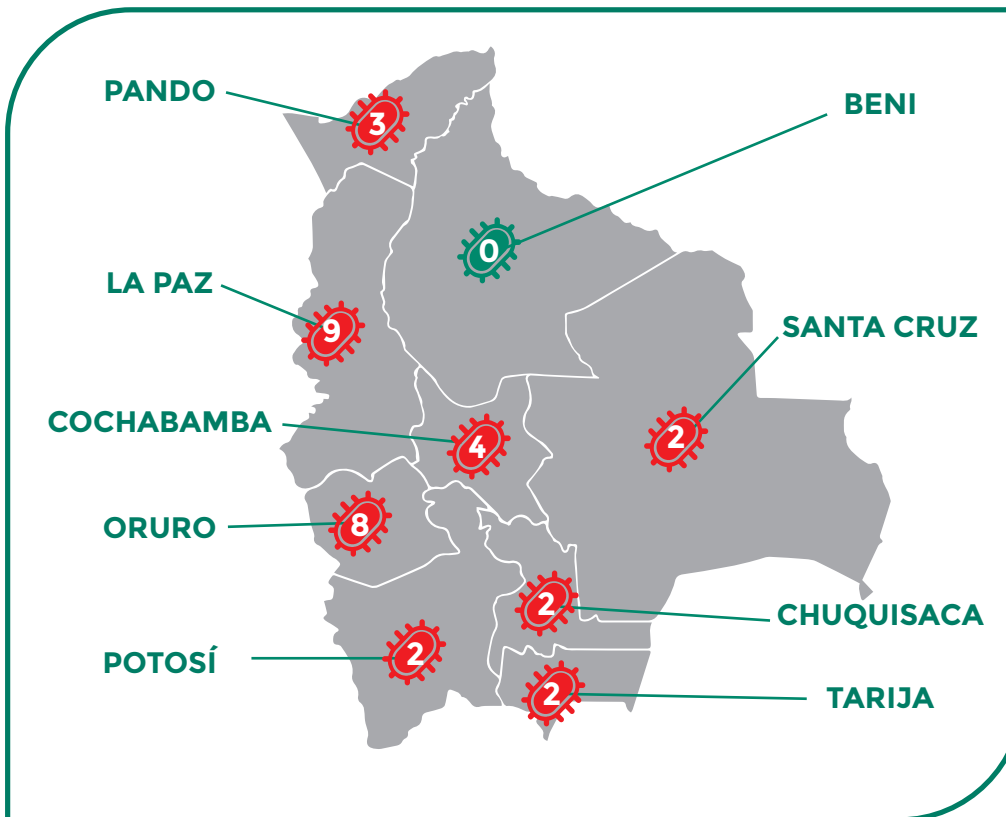 PANDO
3
BENI
0
LA PAZ
9
SANTA CRUZ
2
COCHABAMBA
4
ORURO
8
CHUQUISACA
2
POTOSÍ
2
TARIJA
2